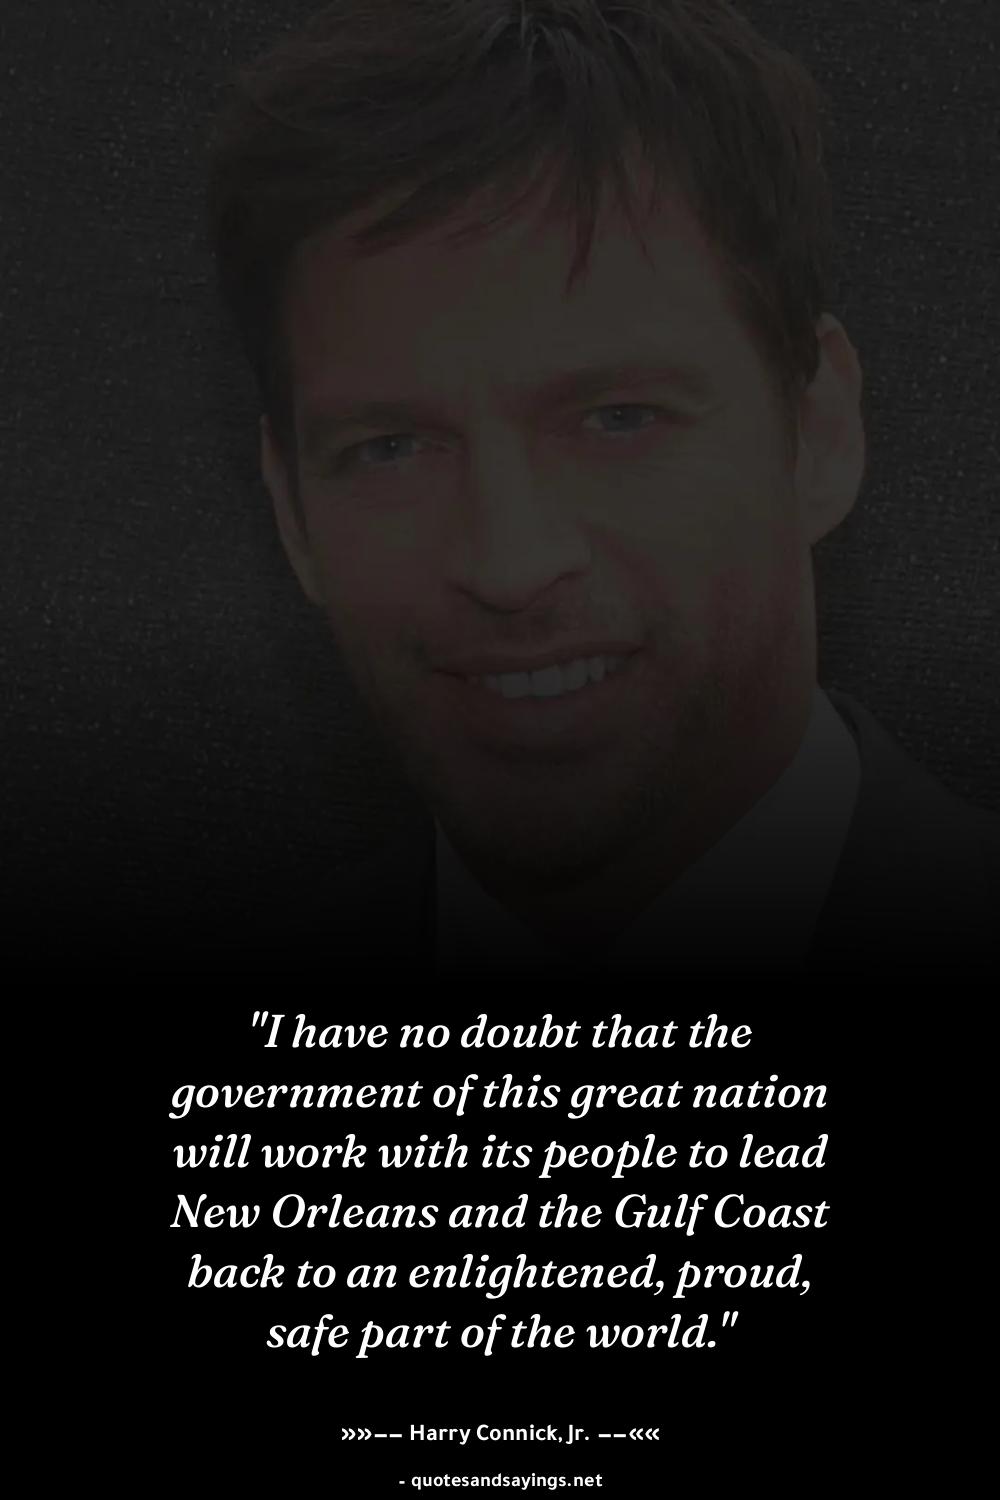 "I have no doubt that the
government of this great nation
will work with its people to lead
New Orleans and the Gulf Coast
back to an enlightened, proud,
safe part of the world."
»»−− Harry Connick, Jr. −−««
- quotesandsayings.net